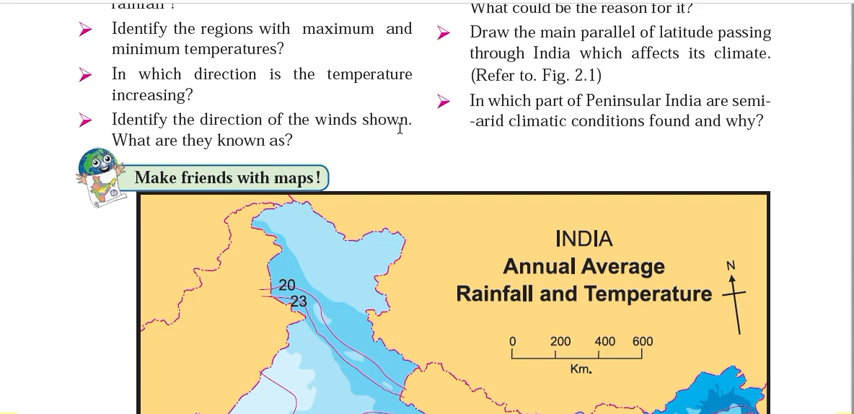 rainfall ?
➢ Identify the regions with maximum and
minimum temperatures?
➢ In which direction is the temperature
increasing?
➢ Identify the direction of the winds shown.
What are they known as?
What could be the reason for it?
➢ Draw the main parallel of latitude passing
through India which affects its climate.
(Refer to. Fig. 2.1)
➢ In which part of Peninsular India are semi-
-arid climatic conditions found and why?
Make friends with maps!
INDIA
Annual Average
Rainfall and Temperature
N
0 200 400 600
Km.
20
23